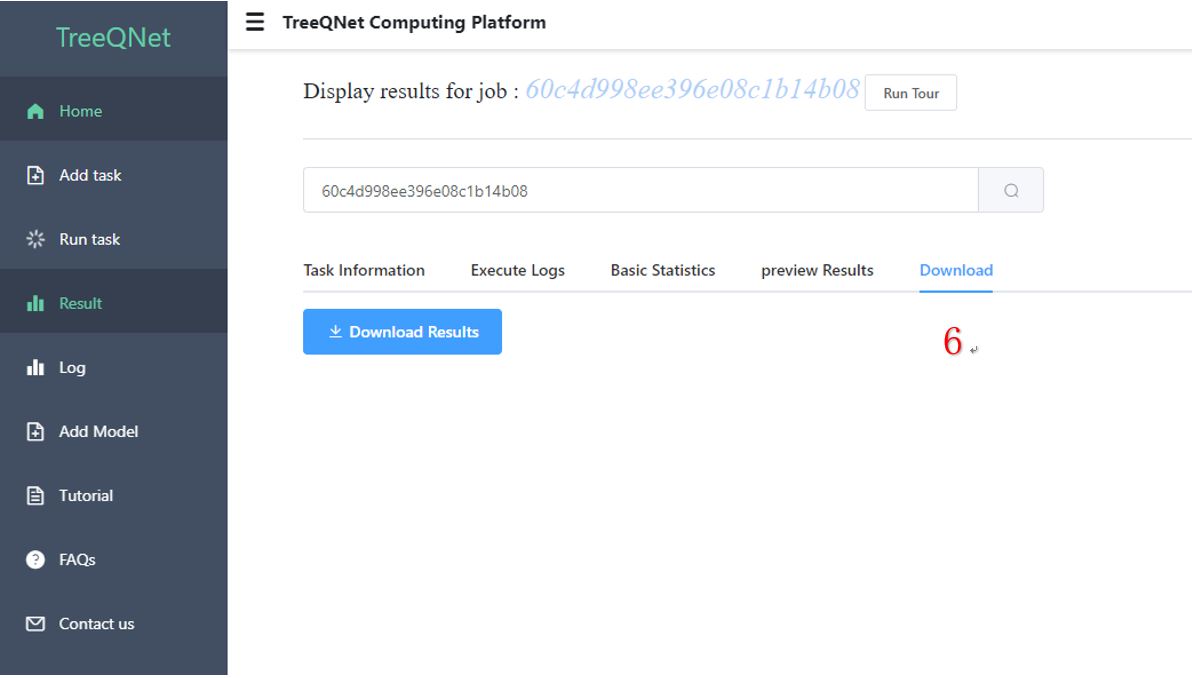 TreeQNet
TreeQNet Computing Platform
Home
Add task
Run task
Result
Log
Add Model
Tutorial
FAQs
Contact us
Display results for job : 60c4d998ee396e08c1b14b08
Run Tour
60c4d998ee396e08c1b14b08
Task Information
Execute Logs
Basic Statistics
preview Results
Download
Download Results
6